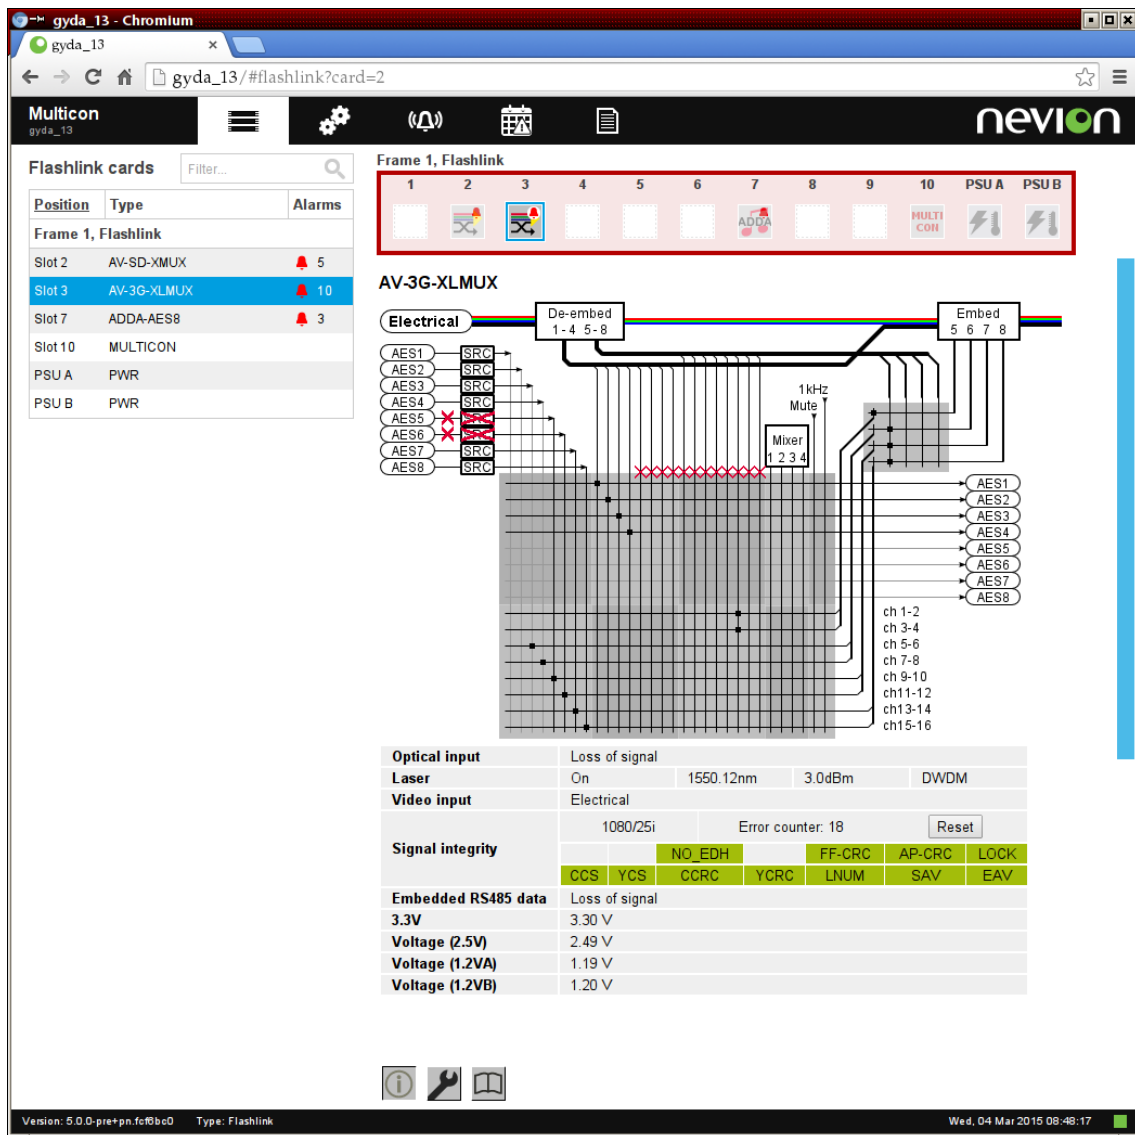 gyda_13 - Chromium
gyda_13 ×
gyda_13/#flashlink?card=2
Multicon
gyda_13
nevion
Flashlink cards Filter...
Position Type Alarms
Frame 1, Flashlink
Slot 2 AV-SD-XMUX 5
Slot 3 AV-3G-XLMUX 10
Slot 7 ADDA-AES8 3
Slot 10 MULTICON
PSU A PWR
PSU B PWR
Frame 1, Flashlink
1 2 3 4 5 6 7 8 9 10 PSU A PSU B
ADDA MULTI
CON
AV-3G-XLMUX
Electrical De-embed Embed
1-4 5-8 5 6 7 8
AES1 SRC
AES2 SRC
AES3 SRC
AES4 SRC
AES5
AES6
AES7 SRC
AES8 SRC
1kHz
Mute
Mixer
1 2 3 4
AES1
AES2
AES3
AES4
AES5
AES6
AES7
AES8
ch 1-2
ch 3-4
ch 5-6
ch 7-8
ch 9-10
ch11-12
ch13-14
ch15-16
Optical input Loss of signal
Laser On 1550.12nm 3.0dBm DWDM
Video input Electrical
Signal integrity 1080/25i Error counter: 18 Reset
NO_EDH FF-CRC AP-CRC LOCK
CCS YCS CCRC YCRC LNUM SAV EAV
Embedded RS485 data Loss of signal
3.3V 3.30 V
Voltage (2.5V) 2.49 V
Voltage (1.2VA) 1.19 V
Voltage (1.2VB) 1.20 V
Version: 5.0.0-pre+pn.fcf6bc0 Type: Flashlink Wed, 04 Mar 2015 08:48:17